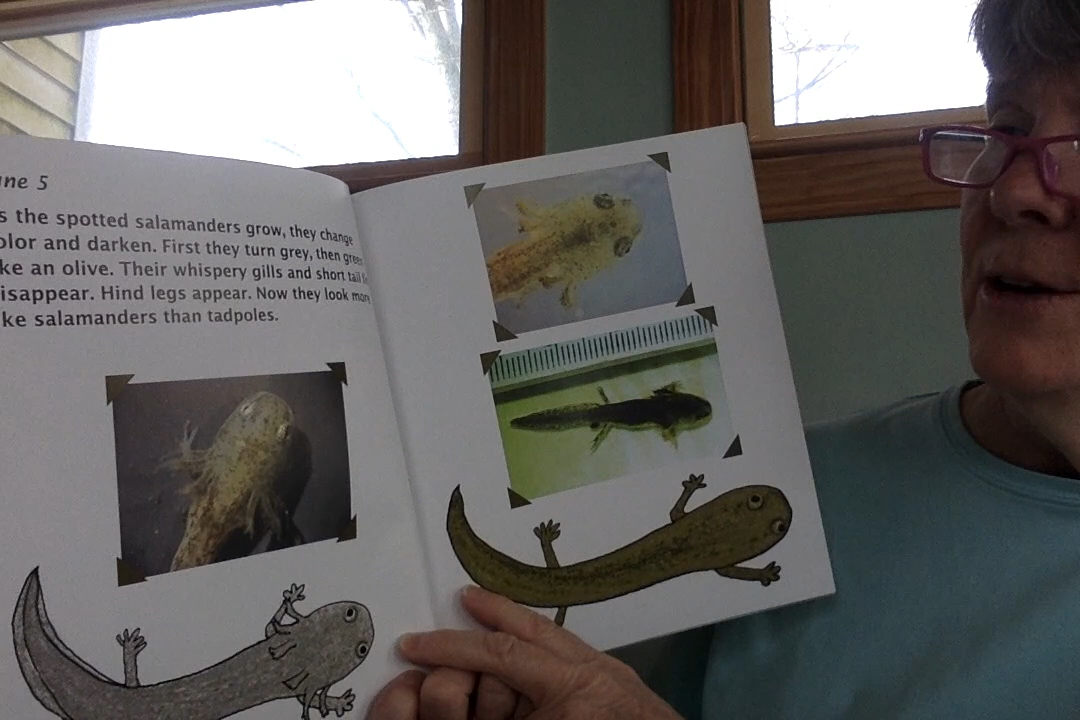 ne 5
s the spotted salamanders grow, they change
olor and darken. First they turn grey, then gree
ke an olive. Their whispery gills and short tail
isappear. Hind legs appear. Now they look more
ke salamanders than tadpoles.